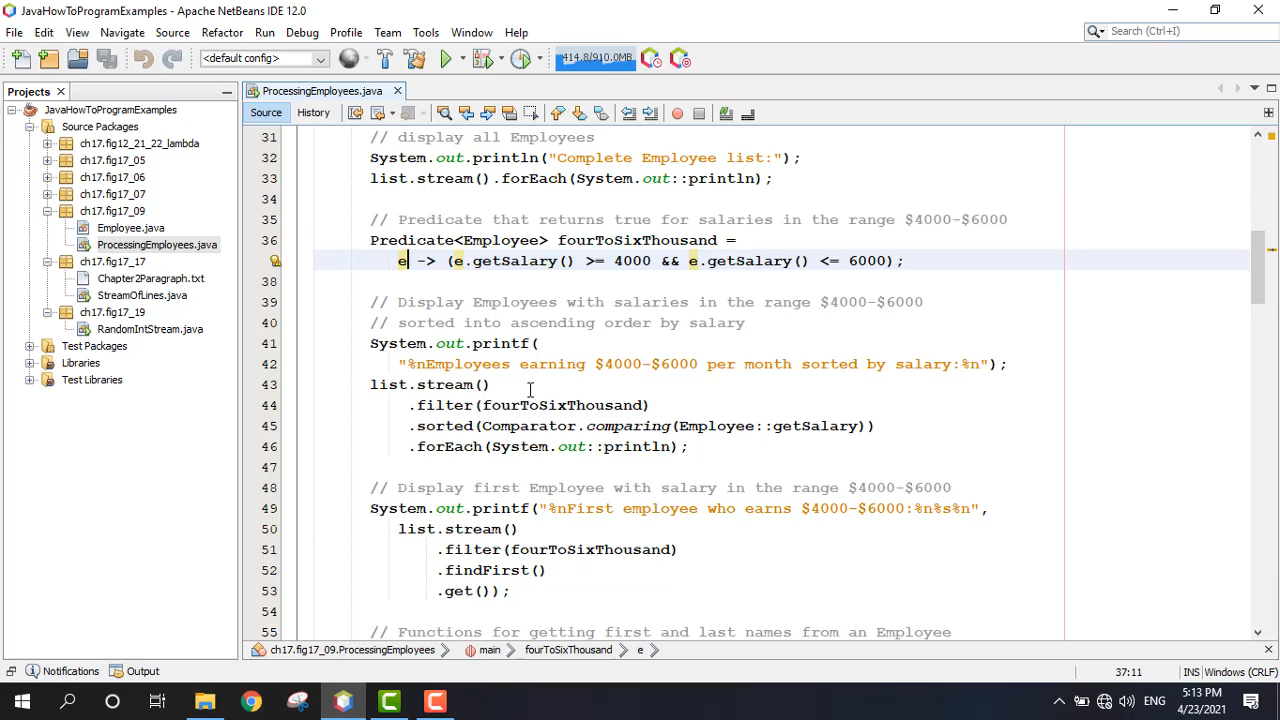 JavaHowToProgramExamples - Apache NetBeans IDE 12.0
File Edit View Navigate Source Refactor Run Debug Profile Team Tools Window Help
Search (Ctrl+I)
<default config>
414.8/910.0MB
Projects
ProcessingEmployees.java
Source History
JavaHowToProgramExamples
Source Packages
ch17.fig12_21_22_lambda
ch17.fig17_05
ch17.fig17_06
ch17.fig17_07
ch17.fig17_09
Employee.java
ProcessingEmployees.java
ch17.fig17_17
Chapter2Paragraph.txt
StreamOfLines.java
ch17.fig17_19
RandomIntStream.java
Test Packages
Libraries
Test Libraries
31 // display all Employees
32 System.out.println("Complete Employee list:");
33 list.stream().forEach(System.out::println);
34
35 // Predicate that returns true for salaries in the range $4000-$6000
36 Predicate<Employee> fourToSixThousand =
e -> (e.getSalary() >= 4000 && e.getSalary() <= 6000);
38
39 // Display Employees with salaries in the range $4000-$6000
40 // sorted into ascending order by salary
41 System.out.printf(
42 "%nEmployees earning $4000-$6000 per month sorted by salary:%n");
43 list.stream()
44 .filter(fourToSixThousand)
45 .sorted(Comparator.comparing(Employee::getSalary))
46 .forEach(System.out::println);
47
48 // Display first Employee with salary in the range $4000-$6000
49 System.out.printf("%nFirst employee who earns $4000-$6000:%n%s%n",
50 list.stream()
51 .filter(fourToSixThousand)
52 .findFirst()
53 .get());
54
55 // Functions for getting first and last names from an Employee
ch17.fig17_09.ProcessingEmployees main fourToSixThousand e
Notifications Output
37:11 INS Windows (CRLF)
ENG
5:13 PM
4/23/2021